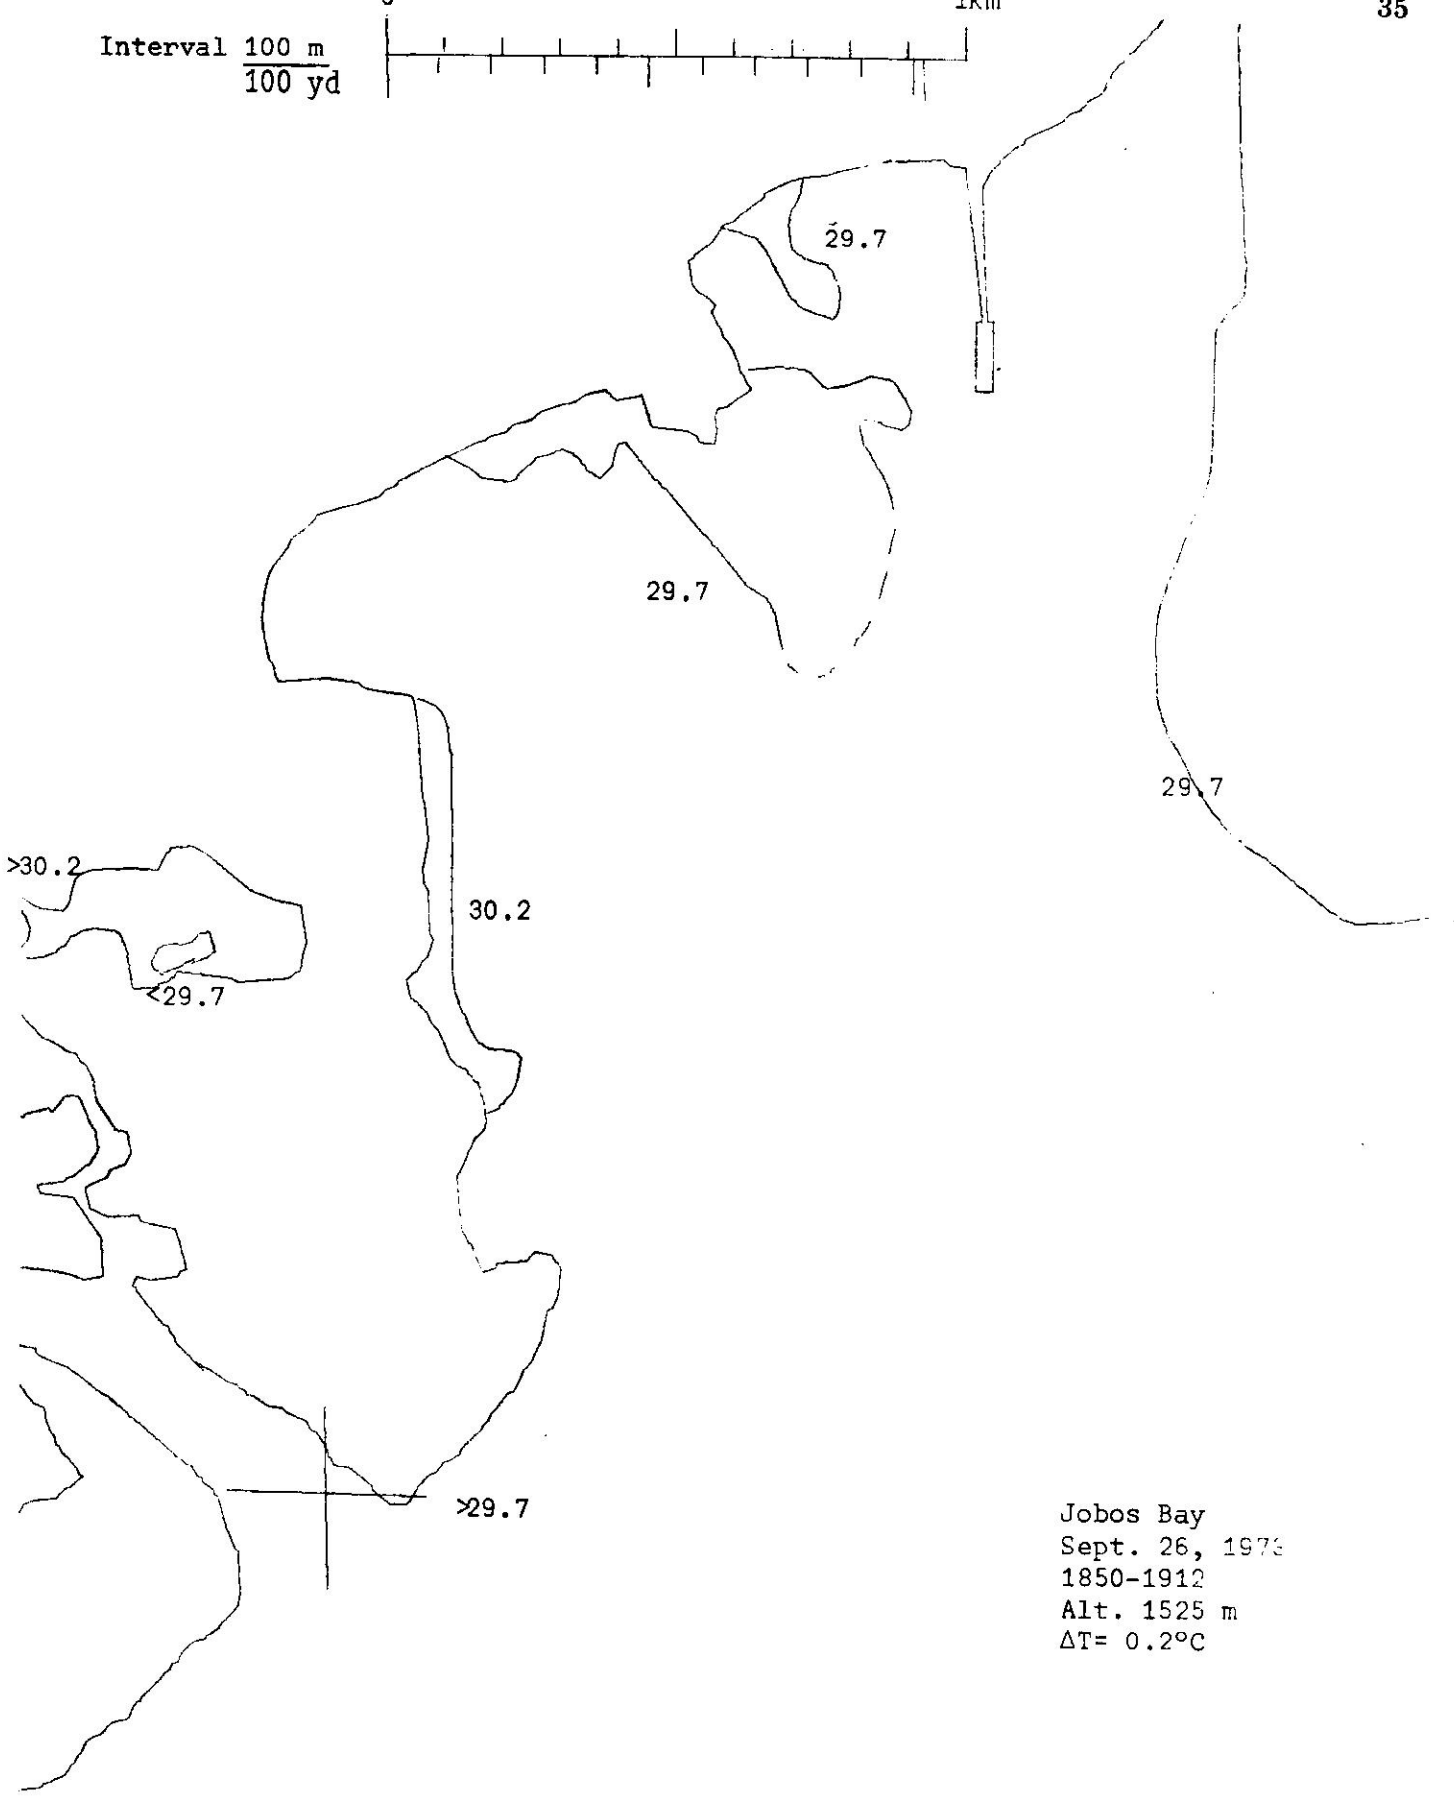 1km
35
Interval 100 m
100 yd
29.7
29.7
29.7
>30.2
30.2
<29.7
>29.7
Jobos Bay
Sept. 26,
1850-1912
Alt. 1525 m
ΔT= 0.2°C